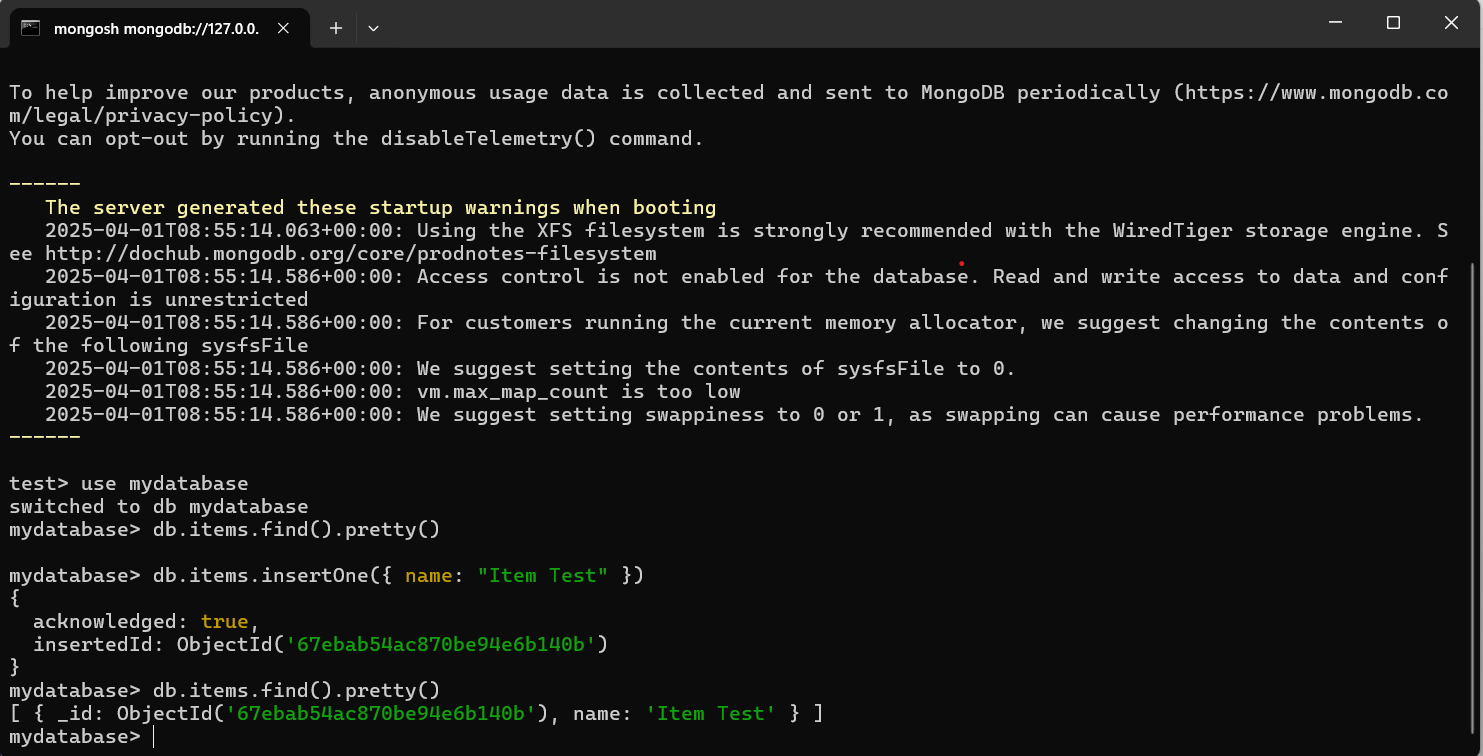 mongosh mongodb://127.0.0.
To help improve our products, anonymous usage data is collected and sent to MongoDB periodically (https://www.mongodb.co
m/legal/privacy-policy).
You can opt-out by running the disableTelemetry() command.
------
The server generated these startup warnings when booting
2025-04-01T08:55:14.063+00:00: Using the XFS filesystem is strongly recommended with the WiredTiger storage engine. S
ee http://dochub.mongodb.org/core/prodnotes-filesystem
2025-04-01T08:55:14.586+00:00: Access control is not enabled for the database. Read and write access to data and conf
iguration is unrestricted
2025-04-01T08:55:14.586+00:00: For customers running the current memory allocator, we suggest changing the contents o
f the following sysfsFile
2025-04-01T08:55:14.586+00:00: We suggest setting the contents of sysfsFile to 0.
2025-04-01T08:55:14.586+00:00: vm.max_map_count is too low
2025-04-01T08:55:14.586+00:00: We suggest setting swappiness to 0 or 1, as swapping can cause performance problems.
------
test> use mydatabase
switched to db mydatabase
mydatabase> db.items.find().pretty()
mydatabase> db.items.insertOne({ name: "Item Test" })
{
acknowledged: true,
insertedId: ObjectId('67ebab54ac870be94e6b140b')
}
mydatabase> db.items.find().pretty()
[ { _id: ObjectId('67ebab54ac870be94e6b140b'), name: 'Item Test' } ]
mydatabase>